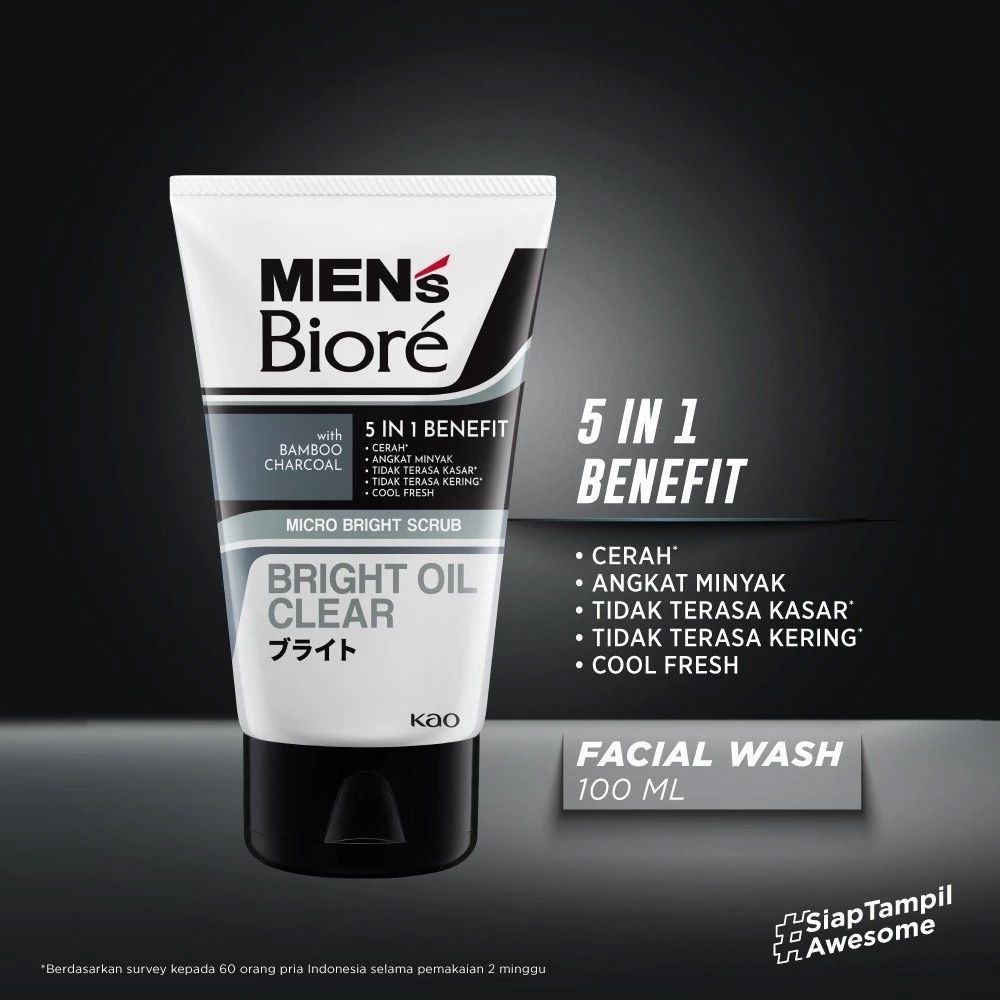 MEN's
Bioré
with
BAMBOO
CHARCOAL
5 IN 1 BENEFIT
• CERAH*
• ANGKAT MINYAK
• TIDAK TERASA KASAR*
• TIDAK TERASA KERING*
• COOL FRESH
MICRO BRIGHT SCRUB
BRIGHT OIL
CLEAR
ブライト
Kao
5 IN 1
BENEFIT
• CERAH*
• ANGKAT MINYAK
• TIDAK TERASA KASAR*
• TIDAK TERASA KERING*
• COOL FRESH
FACIAL WASH
100 ML
#SiapTampil
Awesome
*Berdasarkan survey kepada 60 orang pria Indonesia selama pemakaian 2 minggu